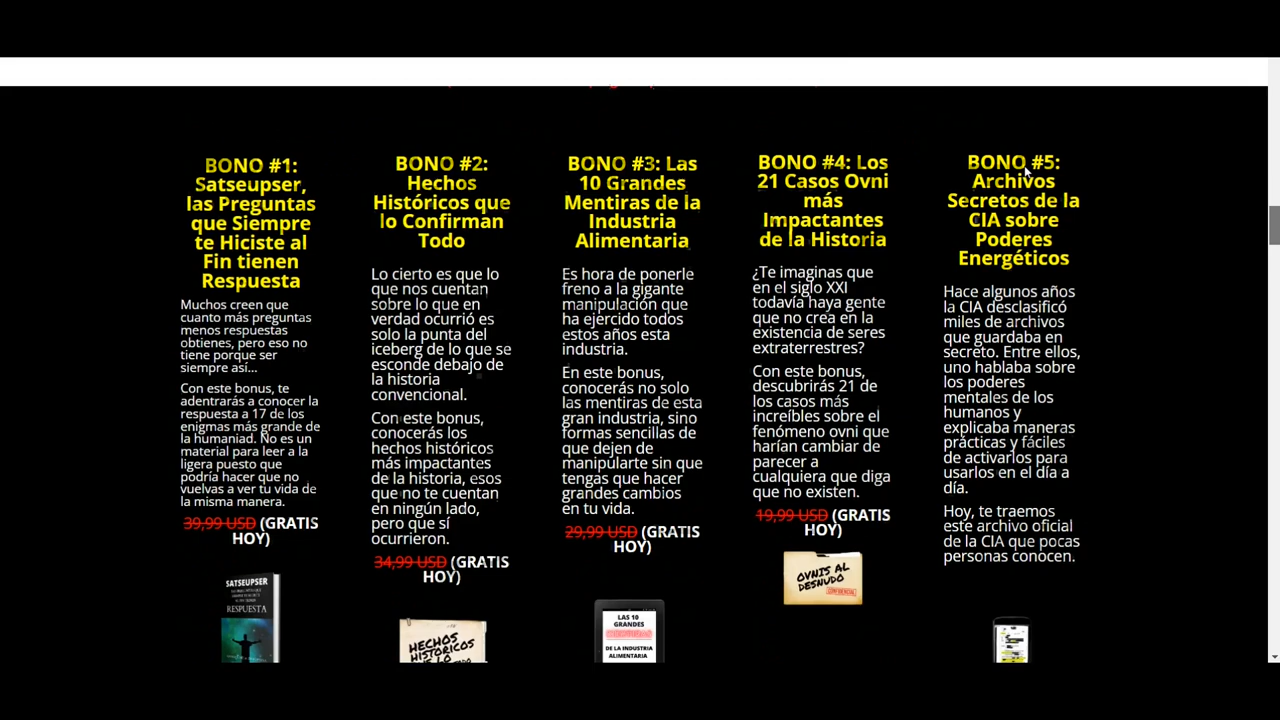 BONO #1:
Satseupser,
las Preguntas
que Siempre
te Hiciste al
Fin tienen
Respuesta
Muchos creen que
cuanto más preguntas
menos respuestas
obtienes, pero eso no
tiene porque ser
siempre así...
Con este bonus, te
adentrarás a conocer la
respuesta a 17 de los
enigmas más grande de
la humaniad. No es un
material para leer a la
ligera puesto que
podría hacer que no
vuelvas a ver tu vida de
la misma manera.
39,99 USD (GRATIS
HOY)
SATSEUPSER
RESPUESTA
BONO #2:
Hechos
Históricos que
lo Confirman
Todo
Lo cierto es que lo
que nos cuentan
sobre lo que en
verdad ocurrió es
solo la punta del
iceberg de lo que se
esconde debajo de
la historia
convencional.
Con este bonus,
conocerás los
hechos históricos
más impactantes
de la historia, esos
que no te cuentan
en ningún lado,
pero que sí
ocurrieron.
34,99 USD (GRATIS
HOY)
HECHOS
HISTÓRICOS
BONO #3: Las
10 Grandes
Mentiras de la
Industria
Alimentaria
Es hora de ponerle
freno a la gigante
manipulación que
ha ejercido todos
estos años esta
industria.
En este bonus,
conocerás no solo
las mentiras de esta
gran industria, sino
formas sencillas de
que dejen de
manipularte sin que
tengas que hacer
grandes cambios
en tu vida.
29,99 USD (GRATIS
HOY)
LAS 10
GRANDES
DE LA INDUSTRIA
ALIMENTARIA
BONO #4: Los
21 Casos Ovni
más
Impactantes
de la Historia
¿Te imaginas que
en el siglo XXI
todavía haya gente
que no crea en la
existencia de seres
extraterrestres?
Con este bonus,
descubrirás 21 de
los casos más
increíbles sobre el
fenómeno ovni que
harían cambiar de
parecer a
cualquiera que diga
que no existen.
19,99 USD (GRATIS
HOY)
OVNIS AL
DESNUDO
CONFIDENCIAL
BONO #5:
Archivos
Secretos de la
CIA sobre
Poderes
Energéticos
Hace algunos años
la CIA desclasificó
miles de archivos
que guardaba en
secreto. Entre ellos,
uno hablaba sobre
los poderes
mentales de los
humanos y
explicaba maneras
prácticas y fáciles
de activarlos para
usarlos en el día a
día.
Hoy, te traemos
este archivo oficial
de la CIA que pocas
personas conocen.